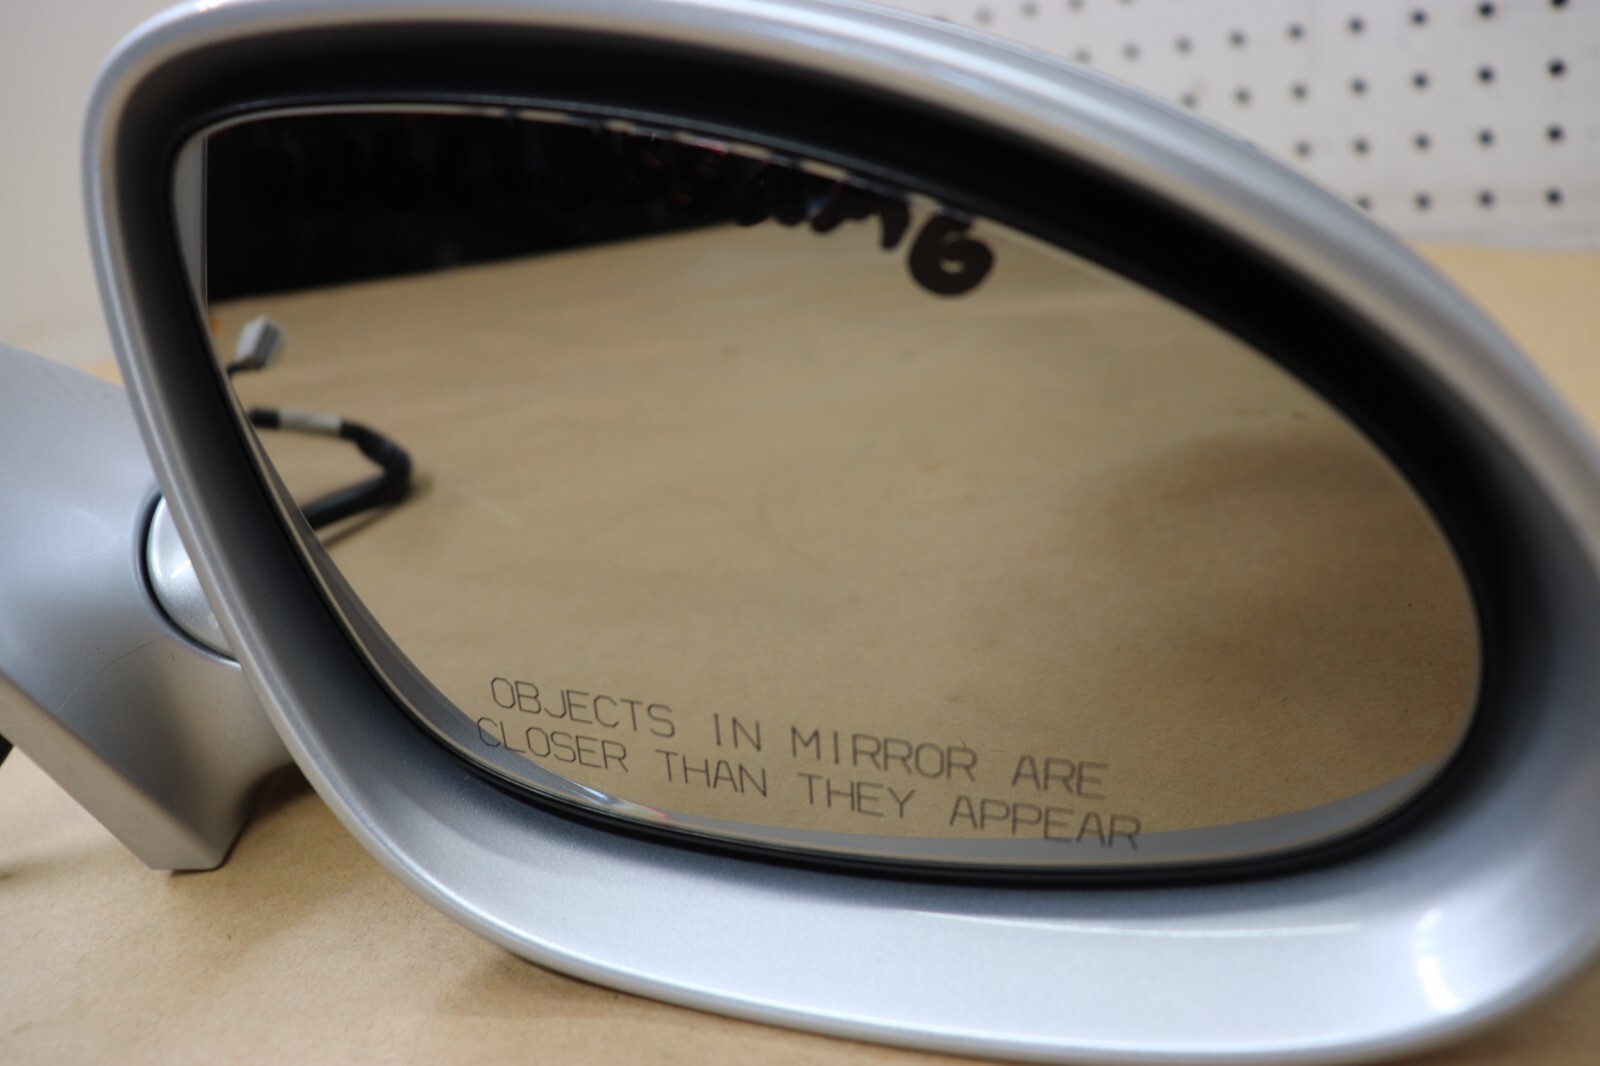 OBJECTS IN MIRROR ARE
CLOSER THAN THEY APPEAR